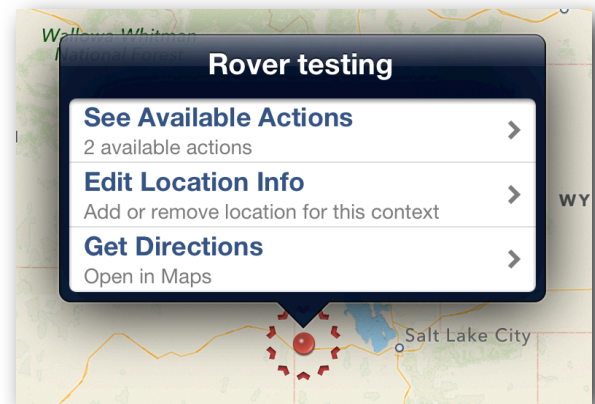 Wallowa-Whitman
National Forest
Rover testing
See Available Actions
2 available actions
Edit Location Info
Add or remove location for this context
WY
Get Directions
Open in Maps
Salt Lake City